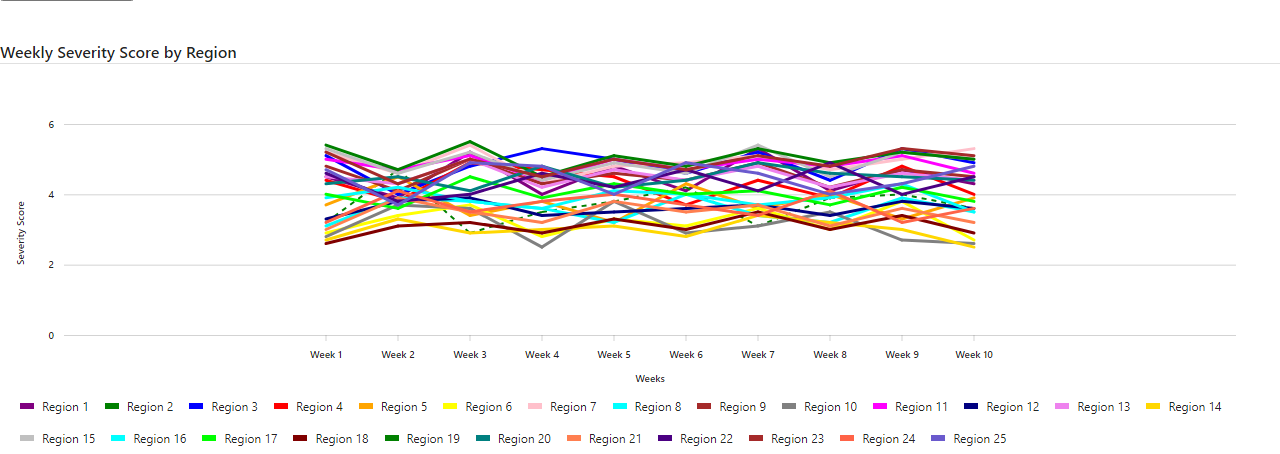 Weekly Severity Score by Region
6
4
2
0
Severity Score
Week 1 Week 2 Week 3 Week 4 Week 5 Week 6 Week 7 Week 8 Week 9 Week 10
Weeks
Region 1 Region 2 Region 3 Region 4 Region 5 Region 6 Region 7 Region 8 Region 9 Region 10 Region 11 Region 12 Region 13 Region 14
Region 15 Region 16 Region 17 Region 18 Region 19 Region 20 Region 21 Region 22 Region 23 Region 24 Region 25